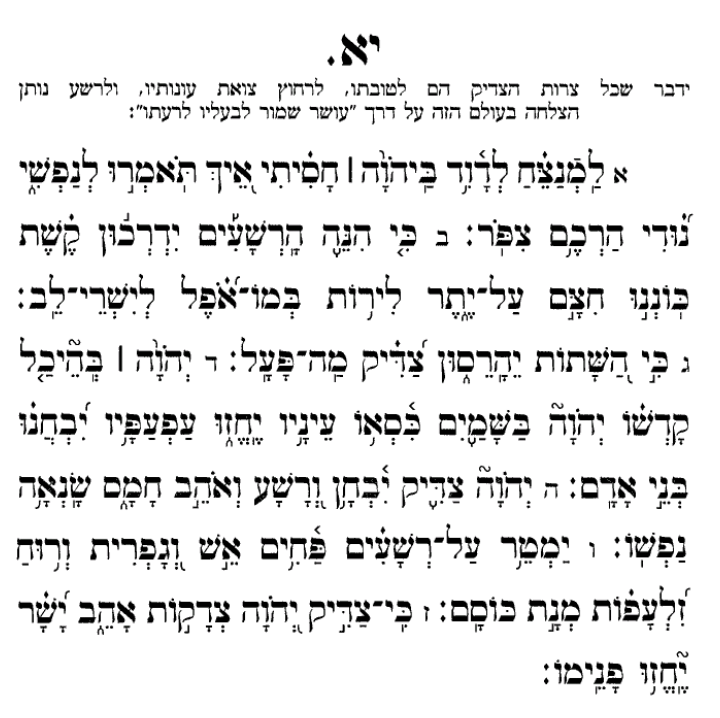 יא.
ידבר שכל צרות הצדיק הם לטובתו, לרחוץ צואת עונותיו, ולרשע נותן
הצלחה בעולם הזה על דרך "עושר שמור לבעליו לרעתו":
א לַמְנַצֵּ֗חַ לְדָ֫וִ֥ד בַּֽיהֹוָ֨ה ׀ חָסִ֗יתִי אֵ֭יךְ תֹּאמְר֣וּ לְנַפְשִׁ֑י
נ֝֗וּדִי הַרְכֶ֥ם צִפּֽוֹר׃ ב כִּ֤י הִנֵּ֪ה הָרְשָׁעִ֡ים יִדְרְכ֬וּן קֶ֗שֶׁת
כּוֹנְנ֣וּ חִצָּ֣ם עַל־יֶ֑תֶר לִיר֥וֹת בְּמוֹ־אֹ֝֗פֶל לְיִשְׁרֵי־לֵֽב׃
ג כִּ֣י הַ֭שָּׁתוֹת יֵֽהָרֵס֑וּן צַ֝דִּ֗יק מַה־פָּעָֽל׃ ד יְהֹוָ֤ה ׀ בְּֽהֵ֘יכַ֤ל
קָדְשׁ֗וֹ יְהֹוָה֮ בַּשָּׁמַ֪יִם כִּ֫סְא֥וֹ עֵינָ֥יו יֶחֱז֑וּ עַפְעַפָּ֥יו יִ֝בְחֲנ֗וּ
בְּנֵ֣י אָדָֽם׃ ה יְהֹוָה֮ צַדִּ֪יק יִ֫בְחָ֥ן וְ֭רָשָׁע וְאֹהֵ֣ב חָמָ֑ס שָֽׂנְאָ֥ה
נַפְשֽׁוֹ׃ ו יַמְטֵ֥ר עַל־רְשָׁעִ֗ים פַּ֫חִ֥ים אֵ֣שׁ וְ֭גָפְרִית וְר֥וּחַ
זִלְעָפ֗וֹת מְנָ֣ת כּוֹסָֽם׃ ז כִּֽי־צַדִּ֣יק יְ֭הֹוָה צְדָק֣וֹת אָהֵ֑ב יָ֝שָׁ֗ר
יֶחֱז֥וּ פָנֵֽימוֹ׃